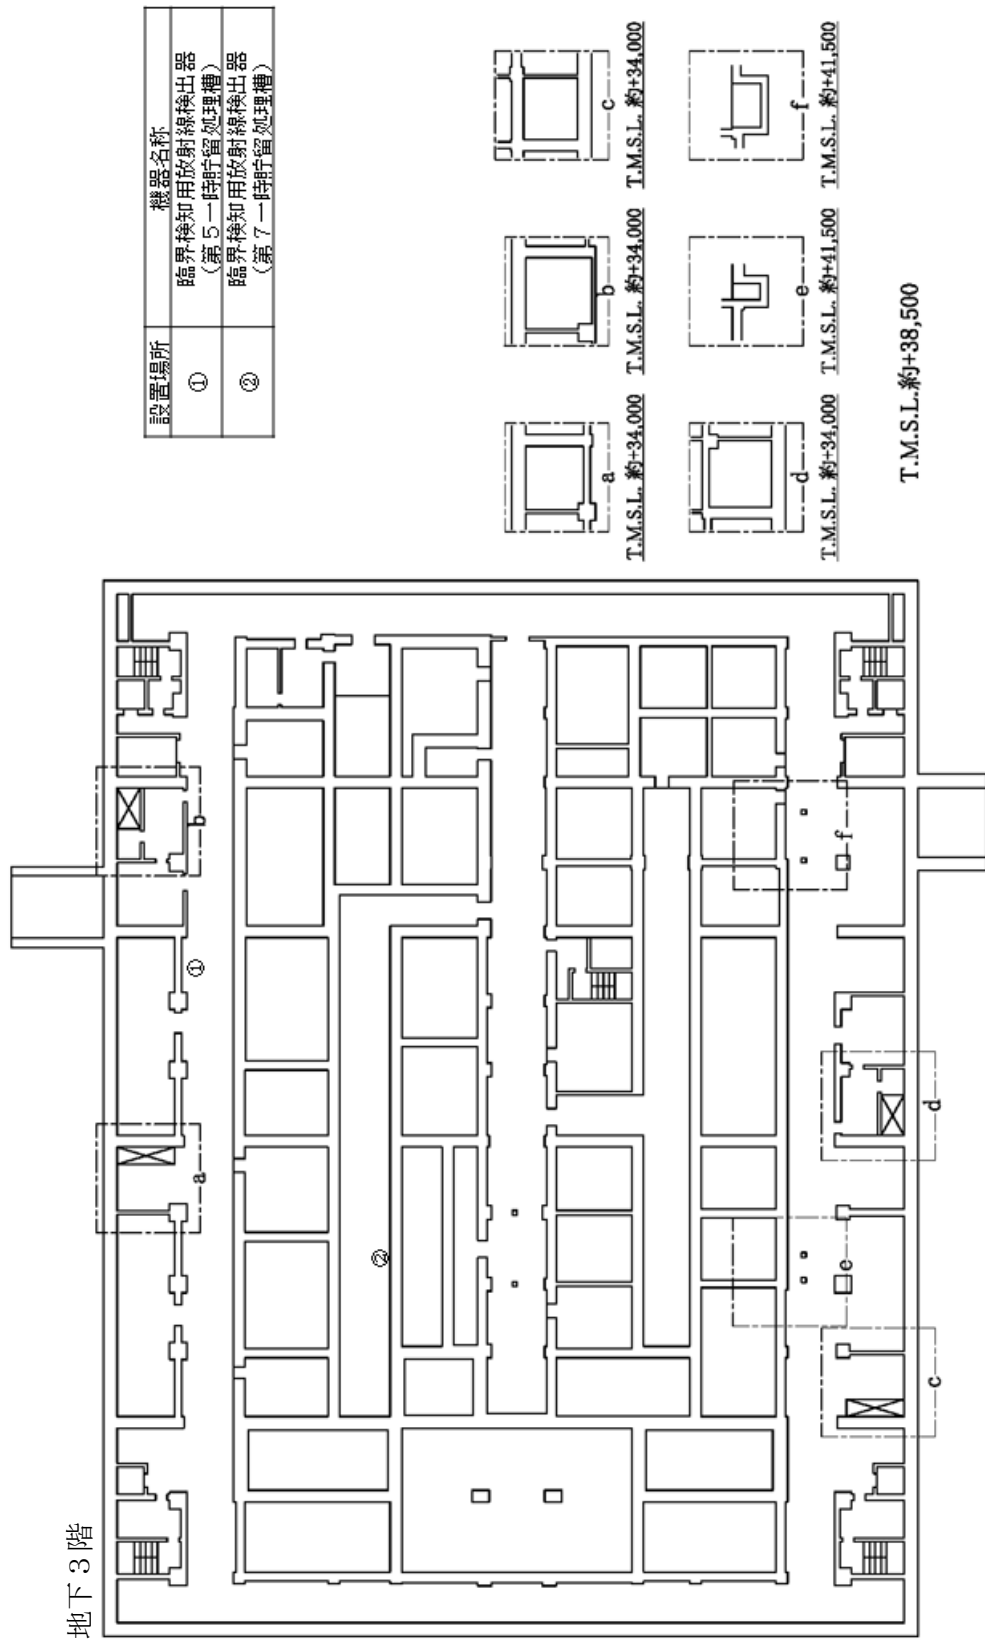 地下3階
設置場所 機器名称
① 臨界検知用放射線検出器
（第5一時貯留処理槽）
② 臨界検知用放射線検出器
（第7一時貯留処理槽）
a
b
①
②
c
d
e
f
a
T.M.S.L. 約+34,000
b
T.M.S.L. 約+34,000
c
T.M.S.L. 約+34,000
d
T.M.S.L. 約+34,000
e
T.M.S.L. 約+41,500
f
T.M.S.L. 約+41,500
T.M.S.L.約+38,500